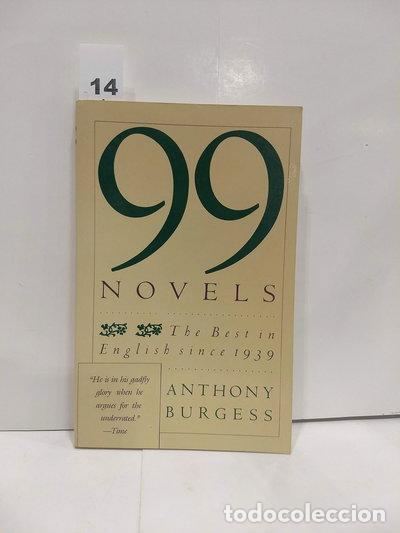 14
99
NOVELS
The Best in
English since 1939
"He is in his gadfly
glory when he
argues for the
underrated."
—Time
ANTHONY
BURGESS
todocoleccion.net